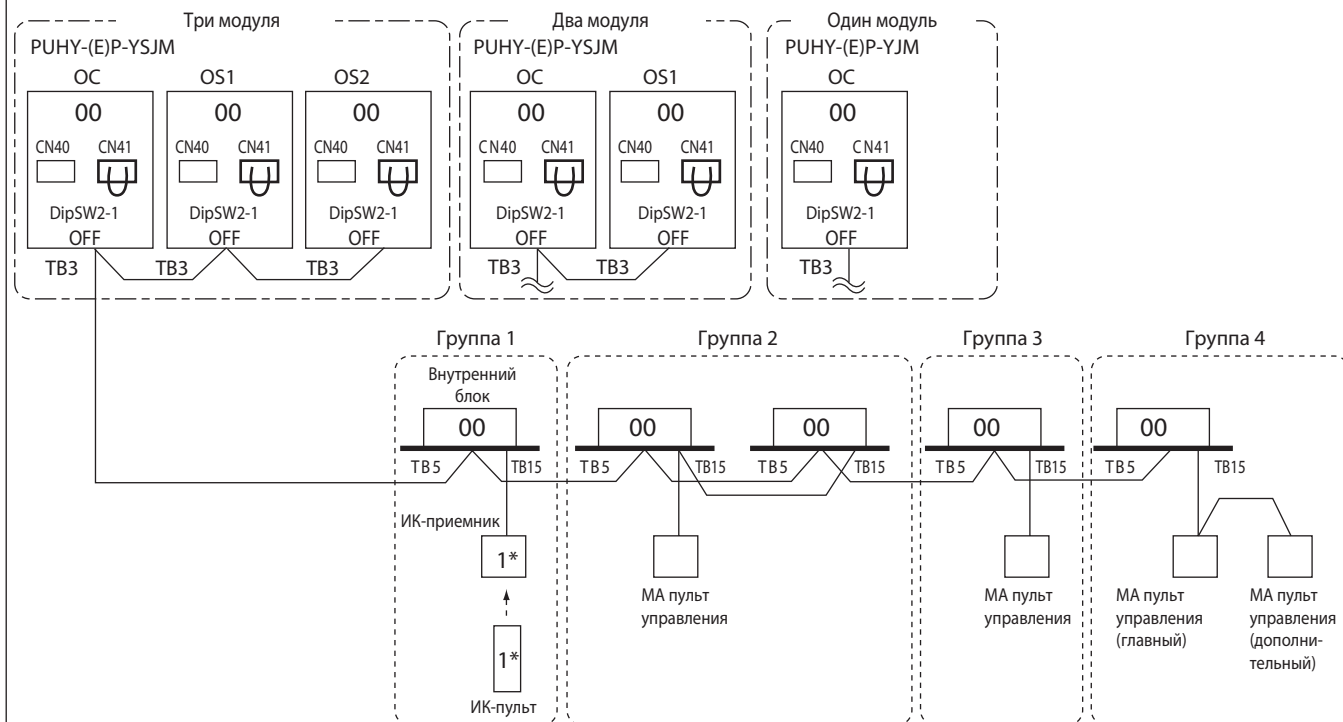 Три модуля
PUHY-(E)P-YSJM
OC OS1 OS2
00 00 00
CN40 CN41 CN40 CN41 CN40 CN41
DipSW2-1 DipSW2-1 DipSW2-1
OFF OFF OFF
TB3 TB3 TB3
Два модуля
PUHY-(E)P-YSJM
OC OS1
00 00
CN40 CN41 CN40 CN41
DipSW2-1 DipSW2-1
OFF OFF
TB3 TB3
Один модуль
PUHY-(E)P-YJM
OC
00
CN40 CN41
DipSW2-1
OFF
TB3
Группа 1
Внутренний
блок
00
TB5 TB15
ИК-приемник
1*
1*
ИК-пульт
Группа 2
00 00
TB5 TB15 TB5 TB15
МА пульт
управления
Группа 3
00
TB5 TB15
МА пульт
управления
Группа 4
00
TB5 TB15
МА пульт
управления
(главный)
МА пульт
управления
(дополни-
тельный)